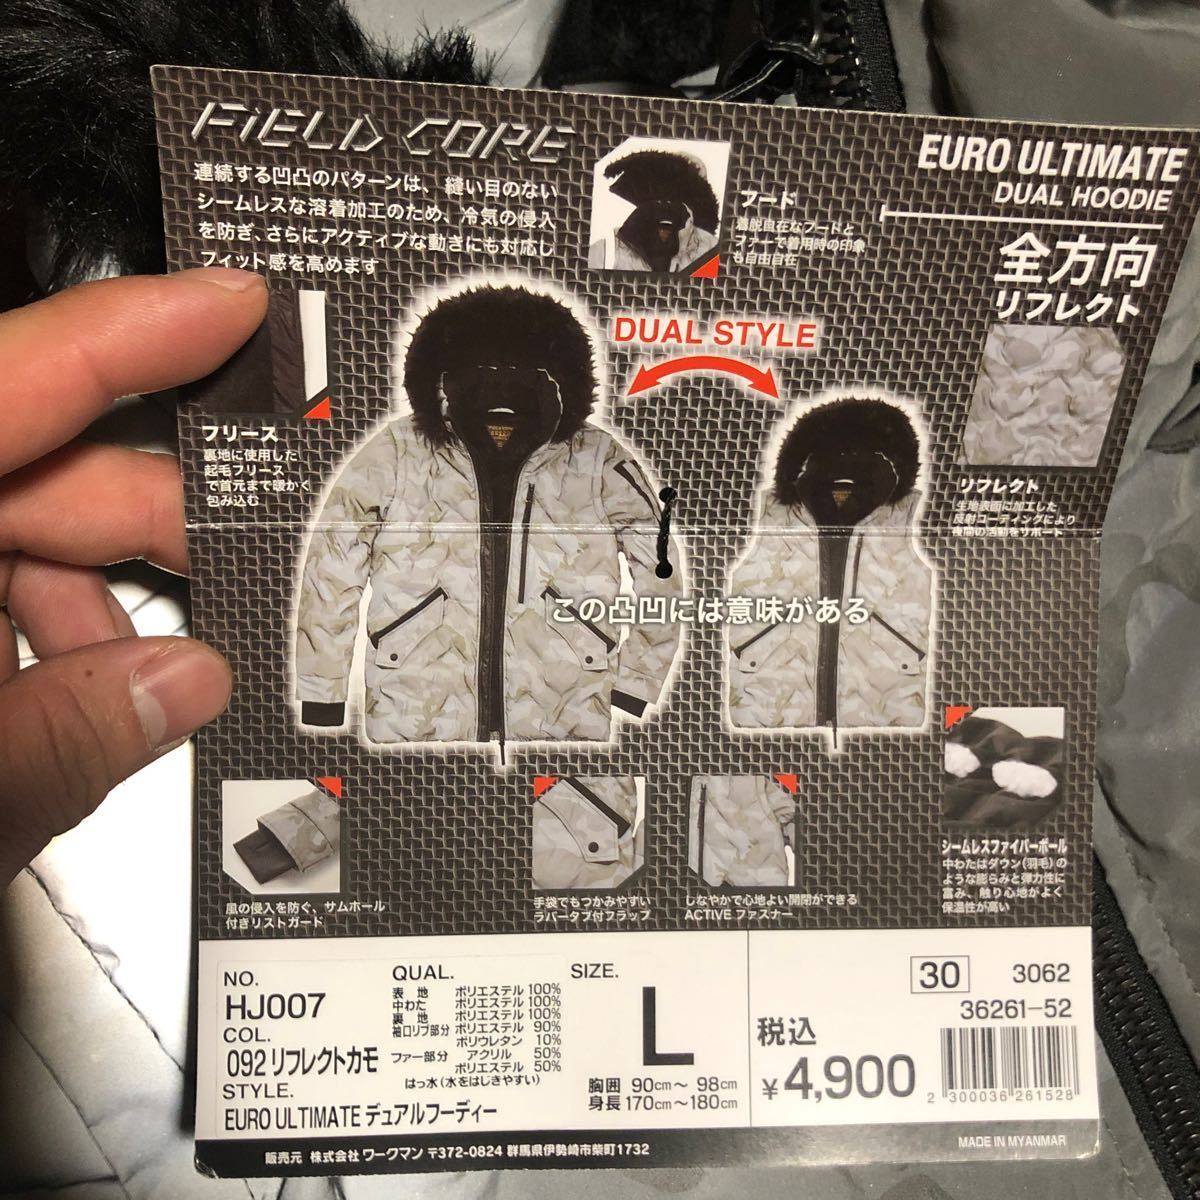 FiELD CORE
連続する凹凸のパターンは、縫い目のない
シームレスな溶着加工のため、冷気の侵入
を防ぎ、さらにアクティブな動きにも対応し
フィット感を高めます
EURO ULTIMATE
DUAL HOODIE
全方向
リフレクト
フード
着脱自在なフードと
ファーで着用時の印象
も自由自在
DUAL STYLE
フリース
裏地に使用した
起毛フリース
で首元まで暖かく
包み込む
リフレクト
生地表面に加工した
反射コーティングにより
夜間の活動をサポート
この凸凹には意味がある
シームレスファイバーボール
中わたはダウン(羽毛)の
ような膨らみと弾力性に
富み、触り心地がよく
保温性が高い
風の侵入を防ぐ、サムホール
付きリストガード
手袋でもつかみやすい
ラバータブ付フラップ
しなやかで心地よい開閉ができる
ACTIVE ファスナー
NO.
HJ007
COL.
092 リフレクトカモ
STYLE.
EURO ULTIMATE デュアルフーディー
QUAL.
表 地 ポリエステル 100%
中わた ポリエステル 100%
裏 地 ポリエステル 100%
袖口リブ部分 ポリエステル 90%
ポリウレタン 10%
ファー部分 アクリル 50%
ポリエステル 50%
はっ水(水をはじきやすい)
SIZE.
L
胸囲 90cm〜 98cm
身長 170cm〜180cm
30 3062
36261-52
税込
¥4,900
2 300036 261528
MADE IN MYANMAR
販売元 株式会社 ワークマン 〒372-0824 群馬県伊勢崎市柴町1732